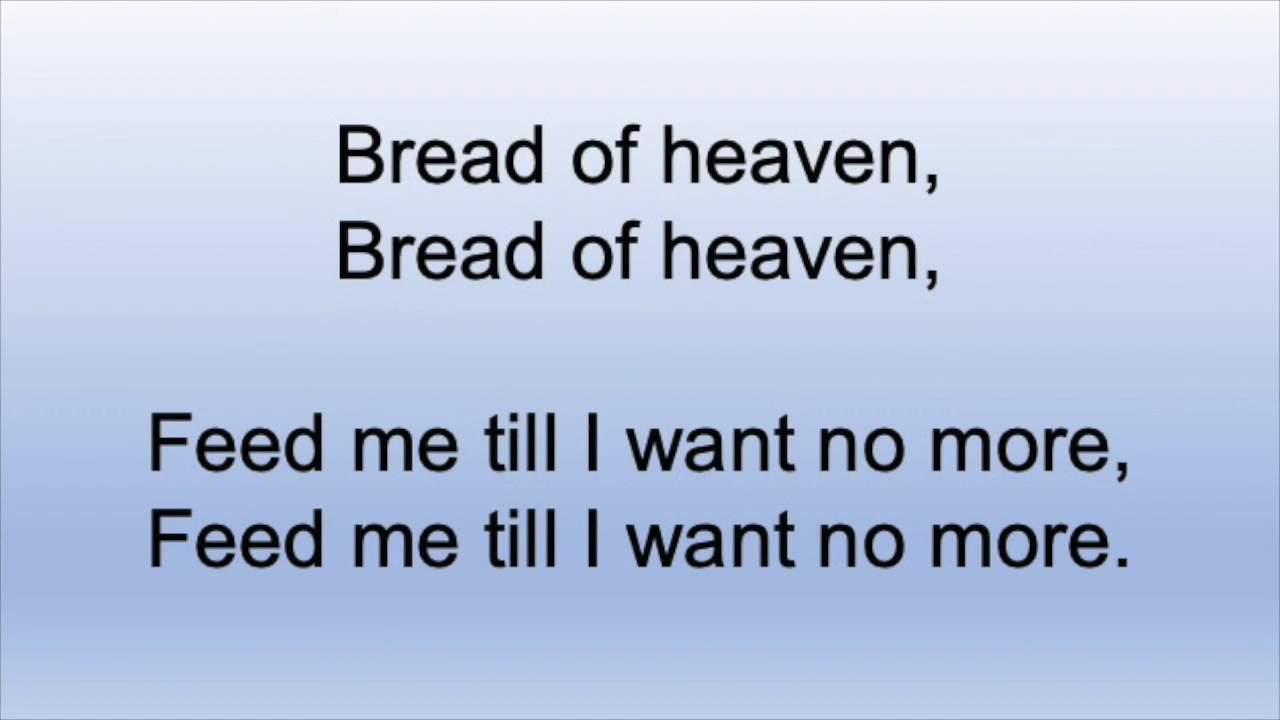 Bread of heaven,
Bread of heaven,
Feed me till I want no more,
Feed me till I want no more.